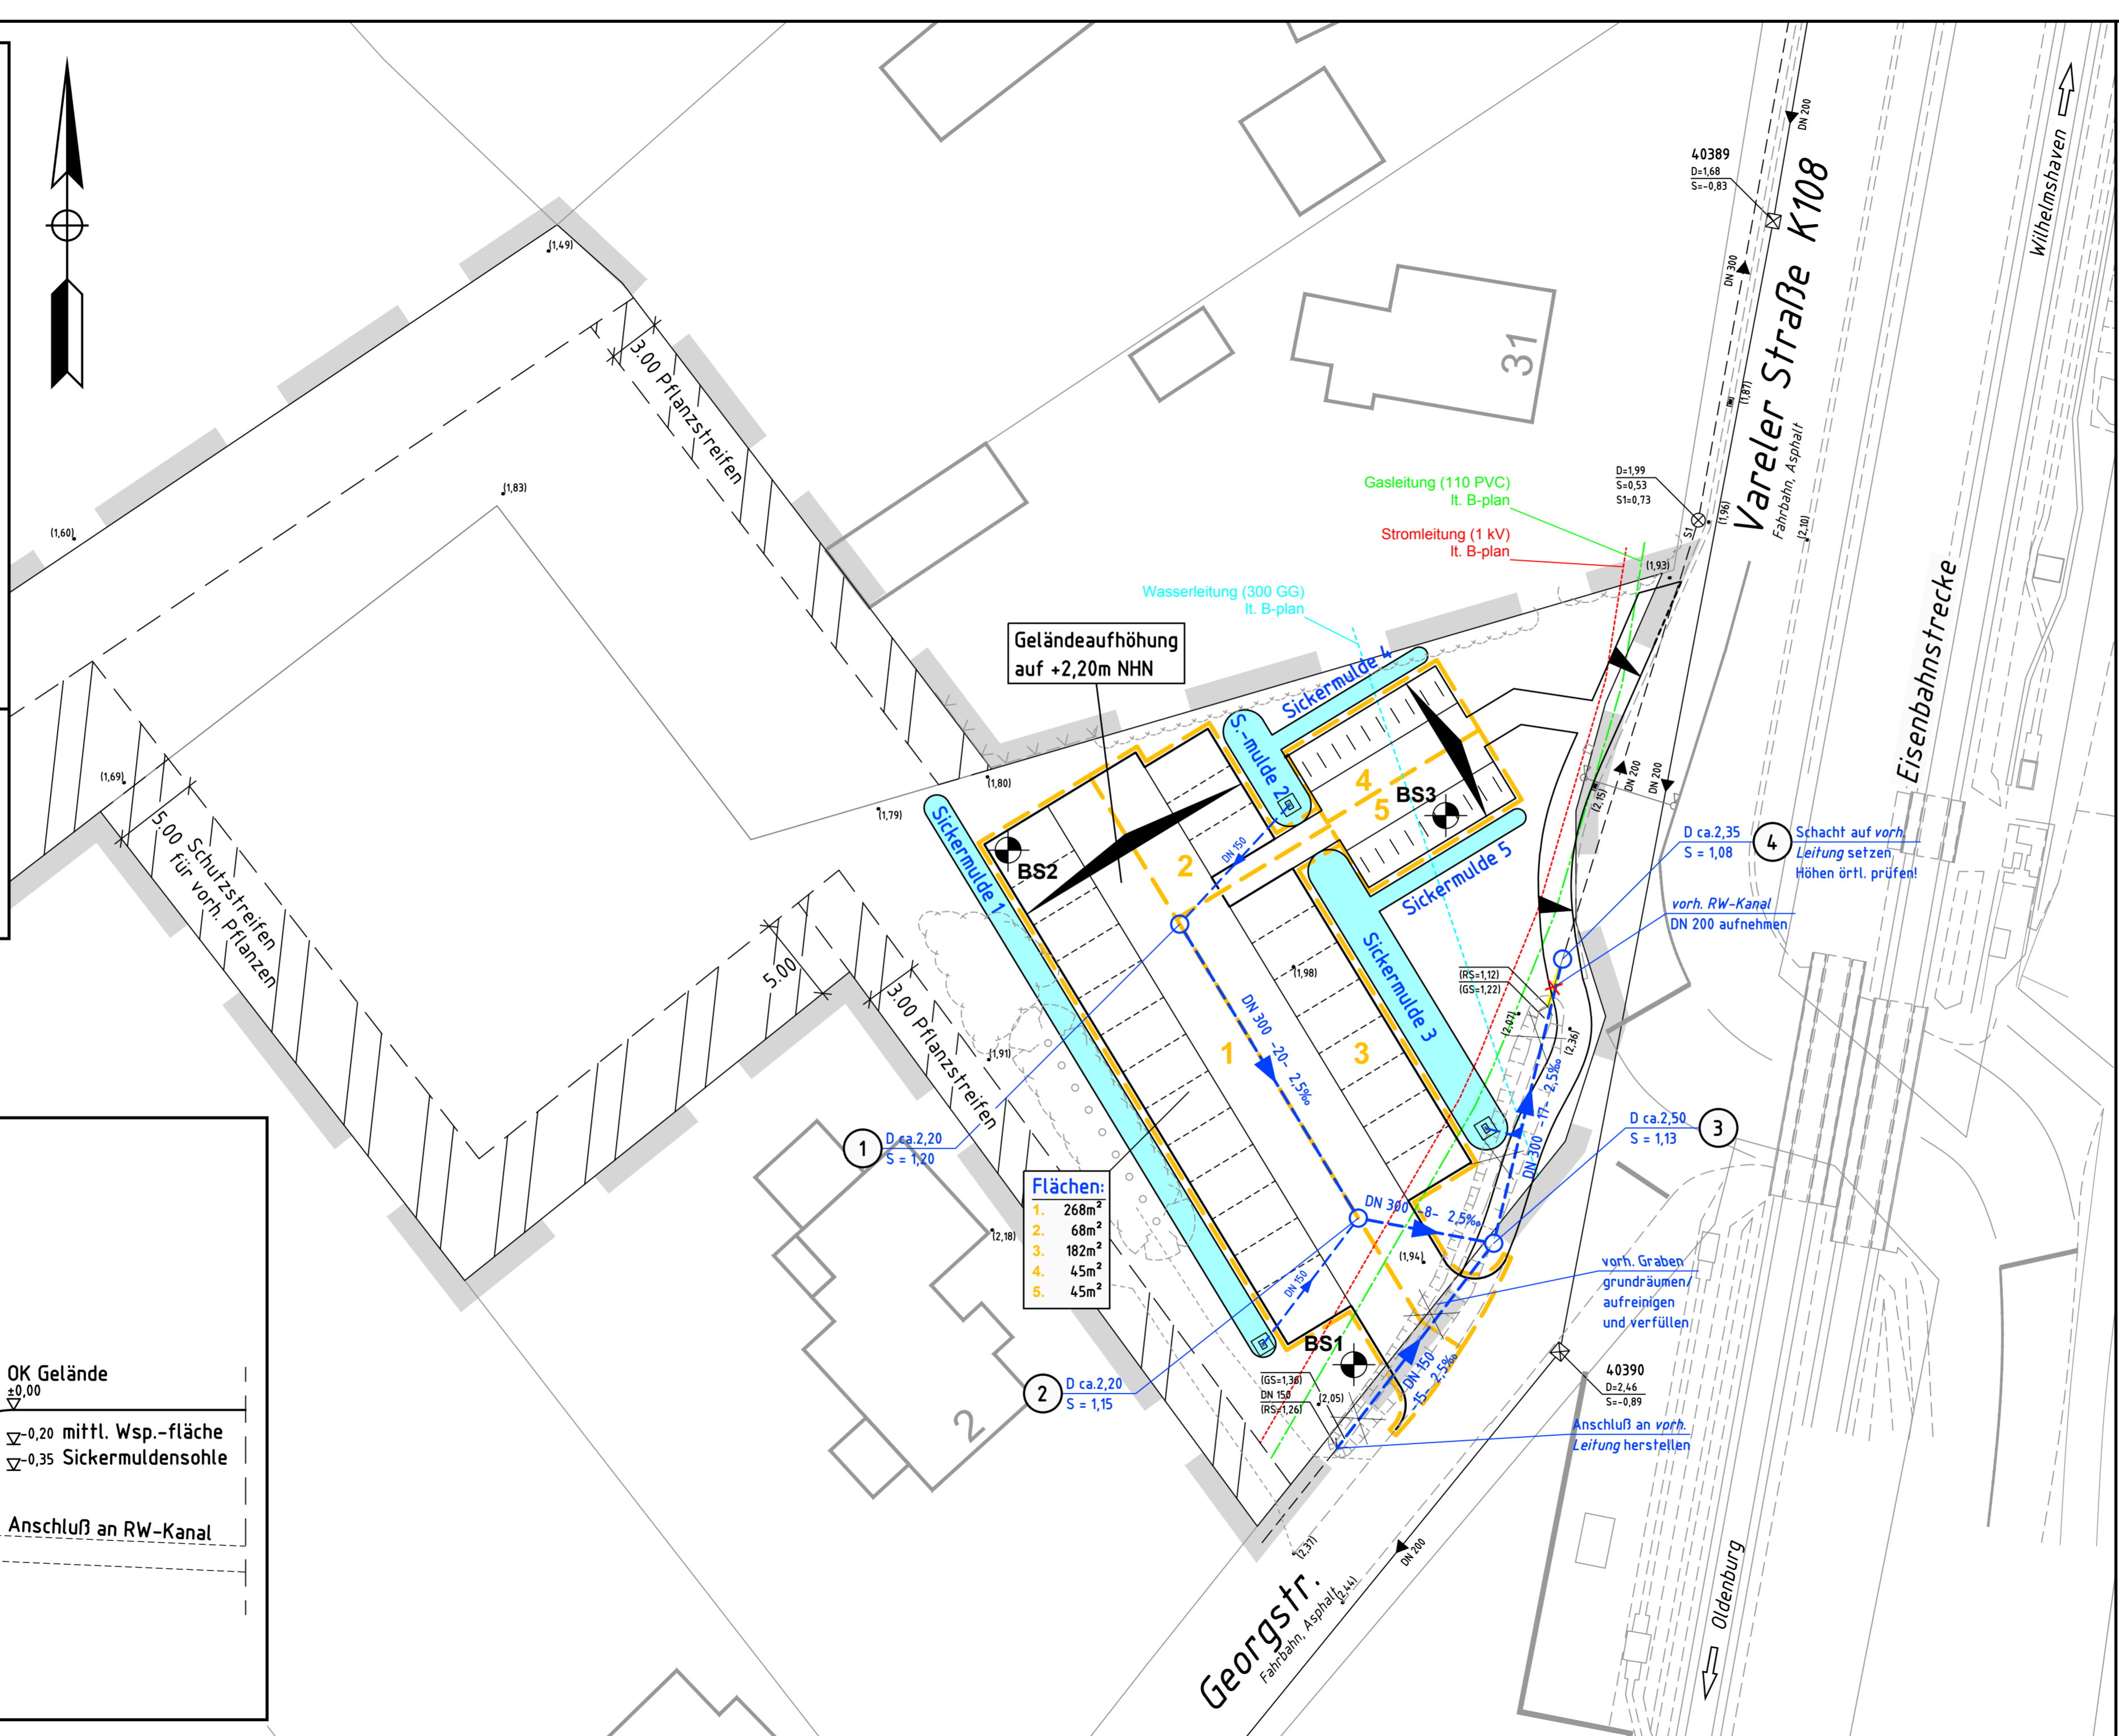 (1,49)
3.00 Pflanzstreifen
(1,83)
(1,60)
(1,69)
5.00 Schutzstreifen
für vorh. Pflanzen
5.00
3.00 Pflanzstreifen
(1,79)
(1,80)
(1,91)
(2,18)
31
2
DN 200
40389
D=1,68
S=-0,83
DN 300
Vareler Straße K108
Fahrbahn, Asphalt
(1,87)
(1,96)
(2,10)
Wilhelmshaven
Eisenbahnstrecke
Oldenburg
D=1,99
S=0,53
S1=0,73
S1
(1,93)
Gasleitung (110 PVC)
lt. B-plan
Stromleitung (1 kV)
lt. B-plan
Wasserleitung (300 GG)
lt. B-plan
Geländeaufhöhung
auf +2,20m NHN
Sickermulde 4
S.-mulde 2
Sickermulde 1
Sickermulde 5
Sickermulde 3
4
5
2
1
3
BS3
BS2
BS1
DN 150
(1,98)
DN 300 -20- 2,5‰
DN 300 -8- 2,5‰
DN 300 -17- 2,5‰
DN 150
DN 150
-15- 2,5‰
(2,15)
DN 200
DN 200
D ca.2,35
S = 1,08
4
Schacht auf vorh.
Leitung setzen
Höhen örtl. prüfen!
vorh. RW-Kanal
DN 200 aufnehmen
(RS=1,12)
(GS=1,22)
(2,07)
(2,36)
D ca.2,50
S = 1,13
3
1
D ca.2,20
S = 1,20
Flächen:
1. 268m²
2. 68m²
3. 182m²
4. 45m²
5. 45m²
2
D ca.2,20
S = 1,15
(1,94)
vorh. Graben
grundräumen/
aufreinigen
und verfüllen
(GS=1,36)
DN 150
(RS=1,26)
(2,05)
40390
D=2,46
S=-0,89
Anschluß an vorh.
Leitung herstellen
(2,37)
(2,44)
DN 200
Georgstr.
Fahrbahn, Asphalt
OK Gelände
±0,00
-0,20 mittl. Wsp.-fläche
-0,35 Sickermuldensohle
Anschluß an RW-Kanal